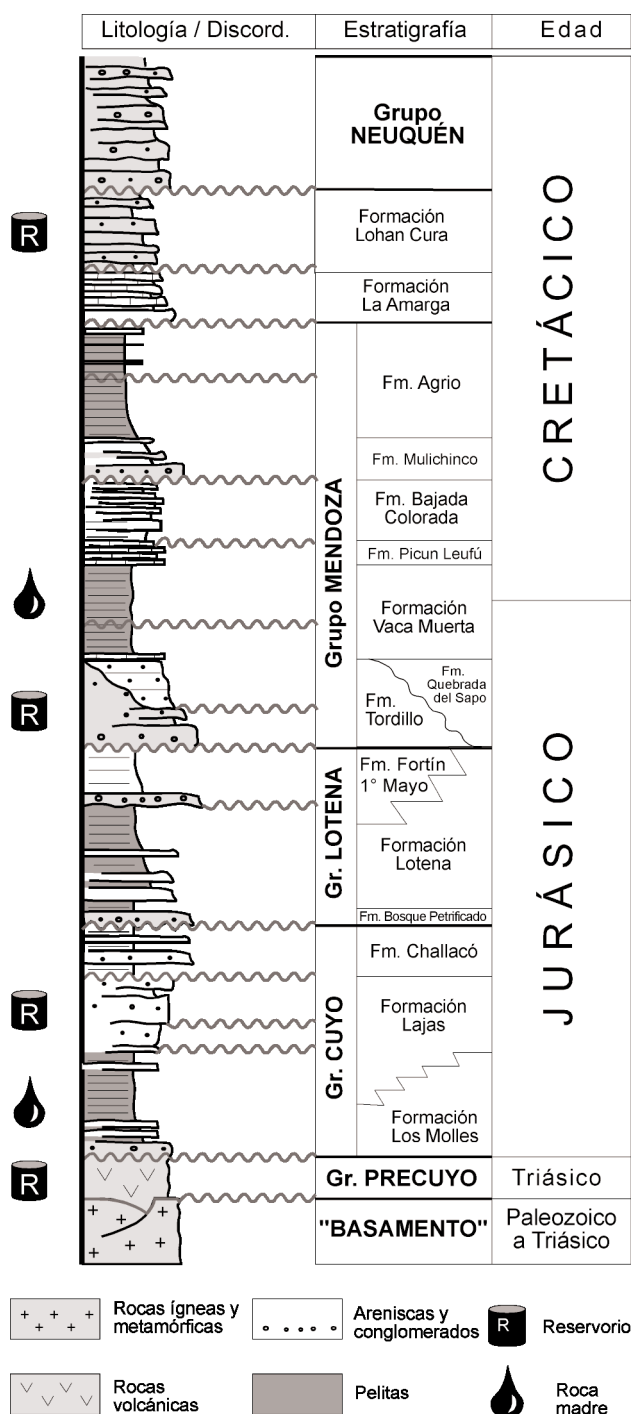 Litología / Discord.
Estratigrafía
Edad
Grupo
NEUQUÉN
R
Formación
Lohan Cura
Formación
La Amarga
CRETÁCICO
Grupo MENDOZA
Fm. Agrio
Fm. Mulichinco
Fm. Bajada
Colorada
Fm. Picun Leufú
Formación
Vaca Muerta
R
Fm.
Tordillo
Fm.
Quebrada
del Sapo
JURÁSICO
Gr. LOTENA
Fm. Fortín
1° Mayo
Formación
Lotena
Fm. Bosque Petrificado
Gr. CUYO
Fm. Challacó
R
Formación
Lajas
Formación
Los Molles
R
Gr. PRECUYO
Triásico
"BASAMENTO"
Paleozoico
a Triásico
Rocas ígneas y
metamórficas
Areniscas y
conglomerados
R
Reservorio
Rocas
volcánicas
Pelitas
Roca
madre